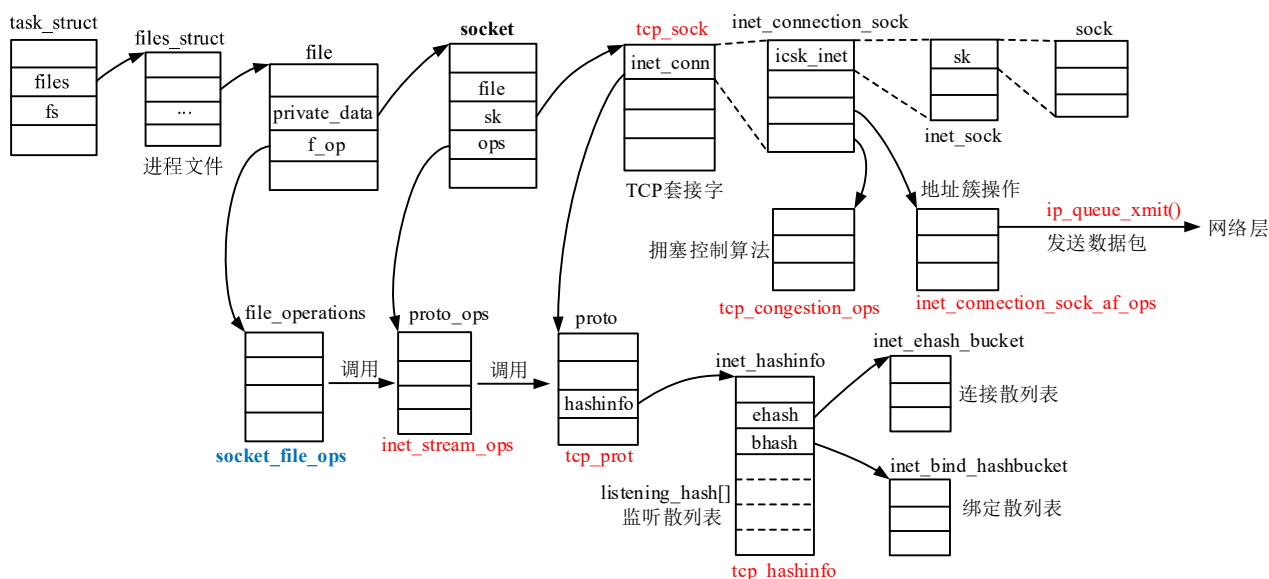 task_struct
files
fs
files_struct
...
进程文件
file
private_data
f_op
socket
file
sk
ops
tcp_sock
inet_conn
TCP套接字
inet_connection_sock
icsk_inet
sk
inet_sock
sock
拥塞控制算法
tcp_congestion_ops
地址簇操作
inet_connection_sock_af_ops
ip_queue_xmit()
发送数据包
网络层
file_operations
socket_file_ops
调用
proto_ops
inet_stream_ops
调用
proto
hashinfo
tcp_prot
inet_hashinfo
ehash
bhash
listening_hash[]
监听散列表
tcp_hashinfo
inet_ehash_bucket
连接散列表
inet_bind_hashbucket
绑定散列表